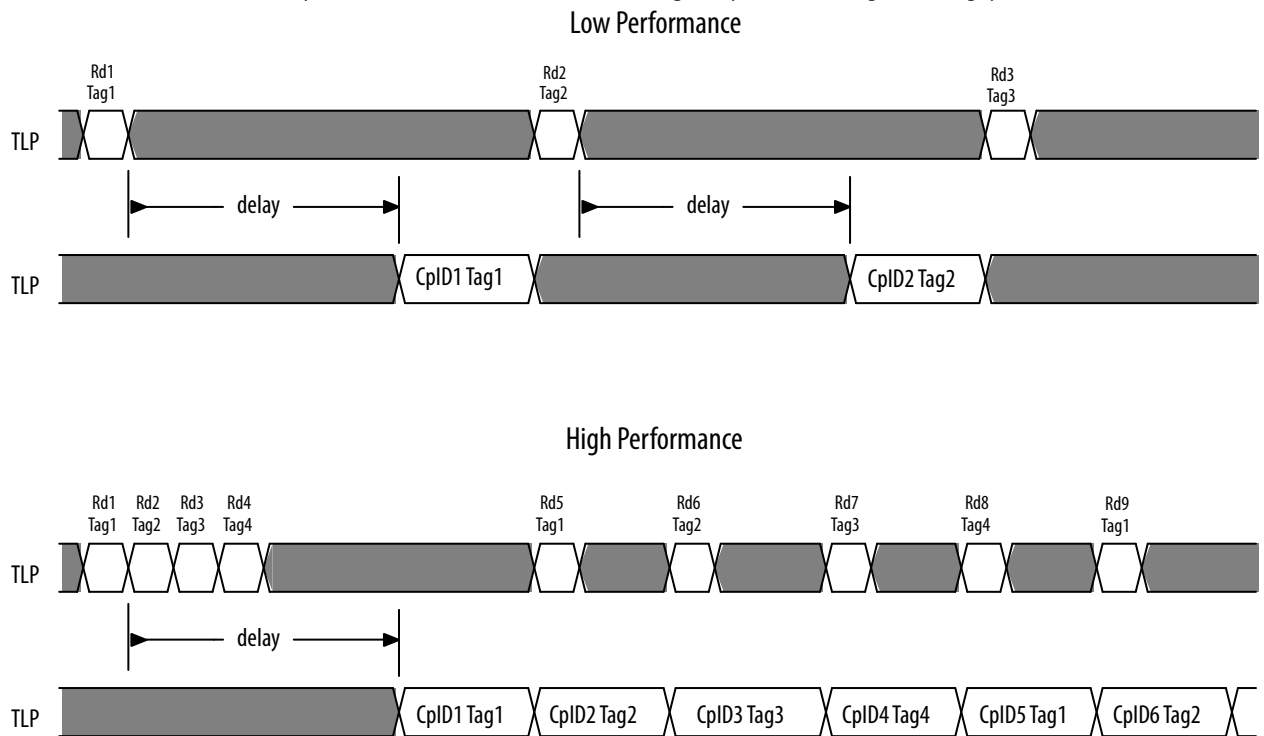 Low Performance
Rd1 Rd2 Rd3
Tag1 Tag2 Tag3
TLP
delay delay
TLP CplD1 Tag1 CplD2 Tag2
High Performance
Rd1 Rd2 Rd3 Rd4 Rd5 Rd6 Rd7 Rd8 Rd9
Tag1 Tag2 Tag3 Tag4 Tag1 Tag2 Tag3 Tag4 Tag1
TLP
delay
TLP CplD1 Tag1 CplD2 Tag2 CplD3 Tag3 CplD4 Tag4 CplD5 Tag1 CplD6 Tag2